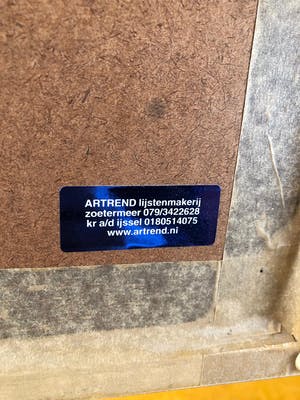 ARTREND lijstenmakerij
zoetermeer 079/3422628
kr a/d ijssel 0180514075
www.artrend.nl